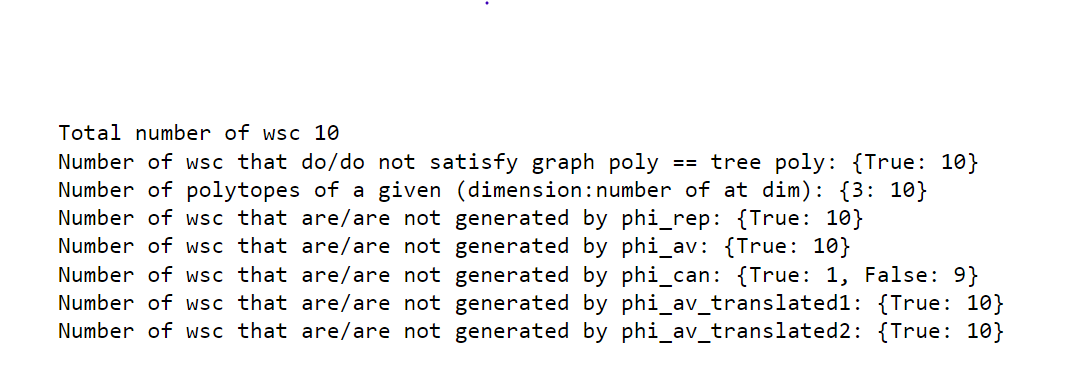 Total number of wsc 10
Number of wsc that do/do not satisfy graph poly == tree poly: {True: 10}
Number of polytopes of a given (dimension:number of at dim): {3: 10}
Number of wsc that are/are not generated by phi_rep: {True: 10}
Number of wsc that are/are not generated by phi_av: {True: 10}
Number of wsc that are/are not generated by phi_can: {True: 1, False: 9}
Number of wsc that are/are not generated by phi_av_translated1: {True: 10}
Number of wsc that are/are not generated by phi_av_translated2: {True: 10}